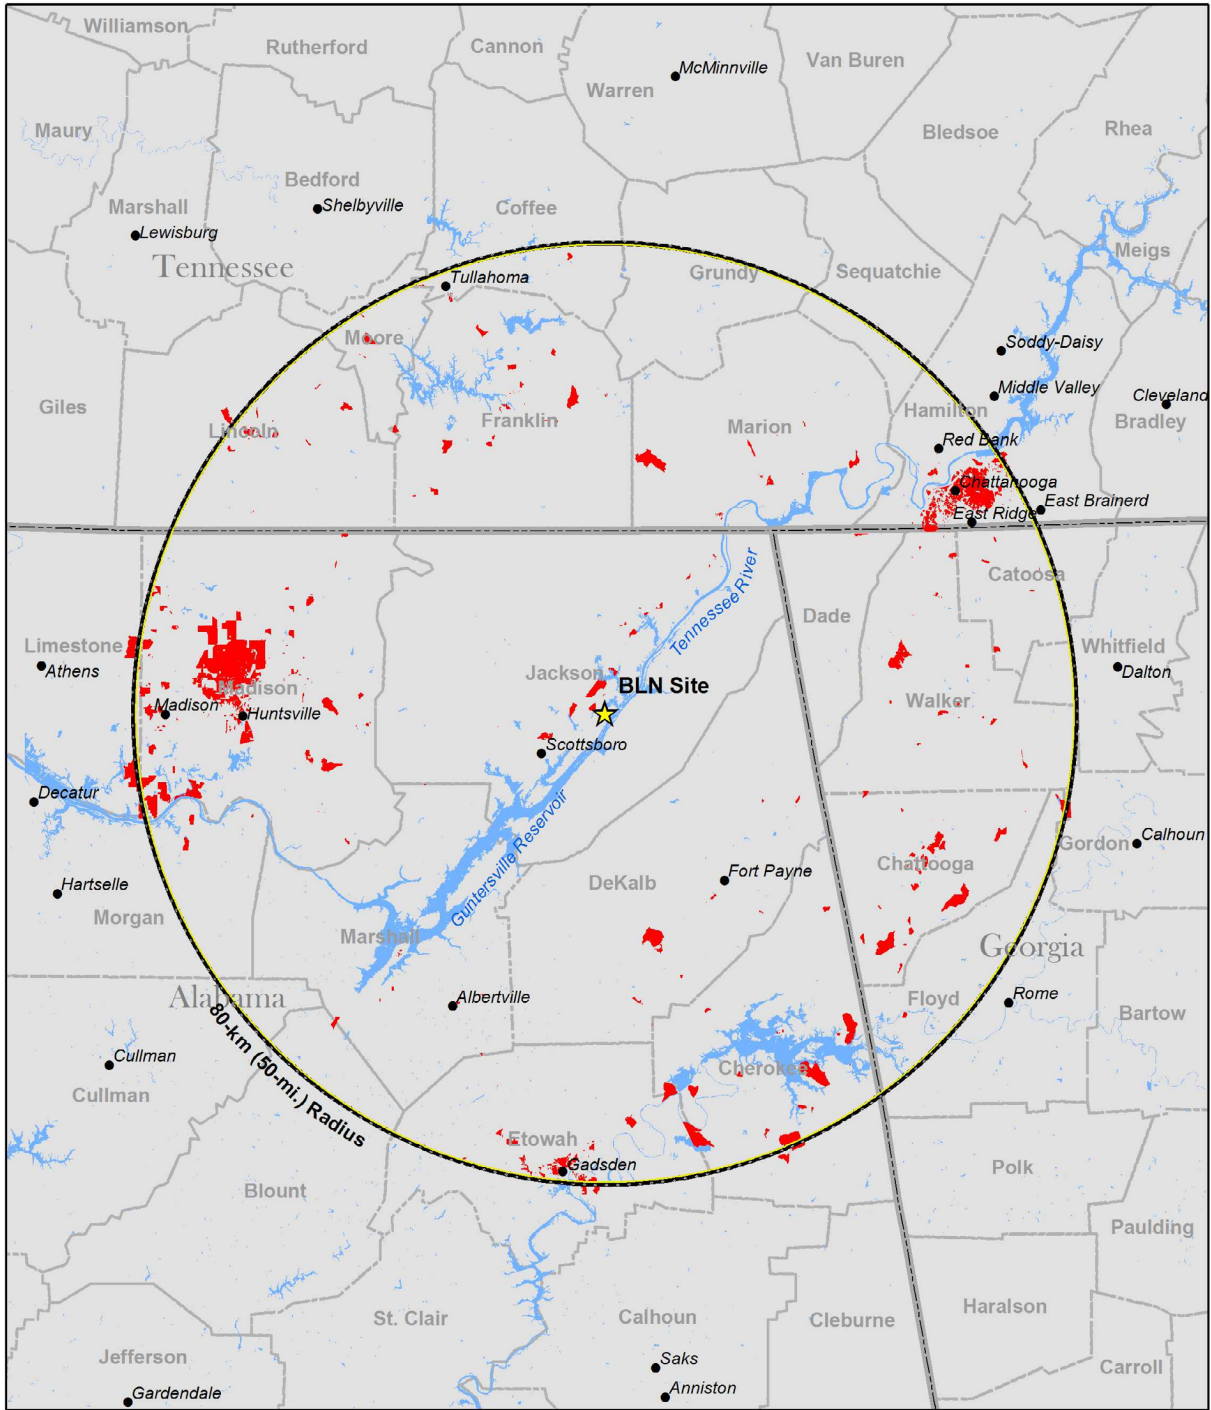 Williamson
Rutherford
Cannon
McMinnville
Van Buren
Warren
Maury
Bledsoe
Rhea
Bedford
Marshall
Shelbyville
Coffee
Lewisburg
Meigs
Tennessee
Tullahoma
Grundy
Sequatchie
Moore
Soddy-Daisy
Middle Valley
Cleveland
Giles
Hamilton
Lincoln
Franklin
Marion
Bradley
Red Bank
Chattanooga
East Brainerd
East Ridge
Catoosa
Tennessee River
Dade
Limestone
Athens
Whitfield
Dalton
Jackson
BLN Site
Madison
Walker
Madison
Huntsville
Scottsboro
Decatur
Guntersville Reservoir
Calhoun
Gordon
Chattooga
Fort Payne
DeKalb
Hartselle
Morgan
Marshall
Georgia
Alabama
Albertville
Floyd
Rome
Bartow
80-km (50-mi.) Radius
Cullman
Cullman
Cherokee
Etowah
Gadsden
Polk
Blount
Paulding
Haralson
St. Clair
Calhoun
Cleburne
Jefferson
Saks
Carroll
Gardendale
Anniston